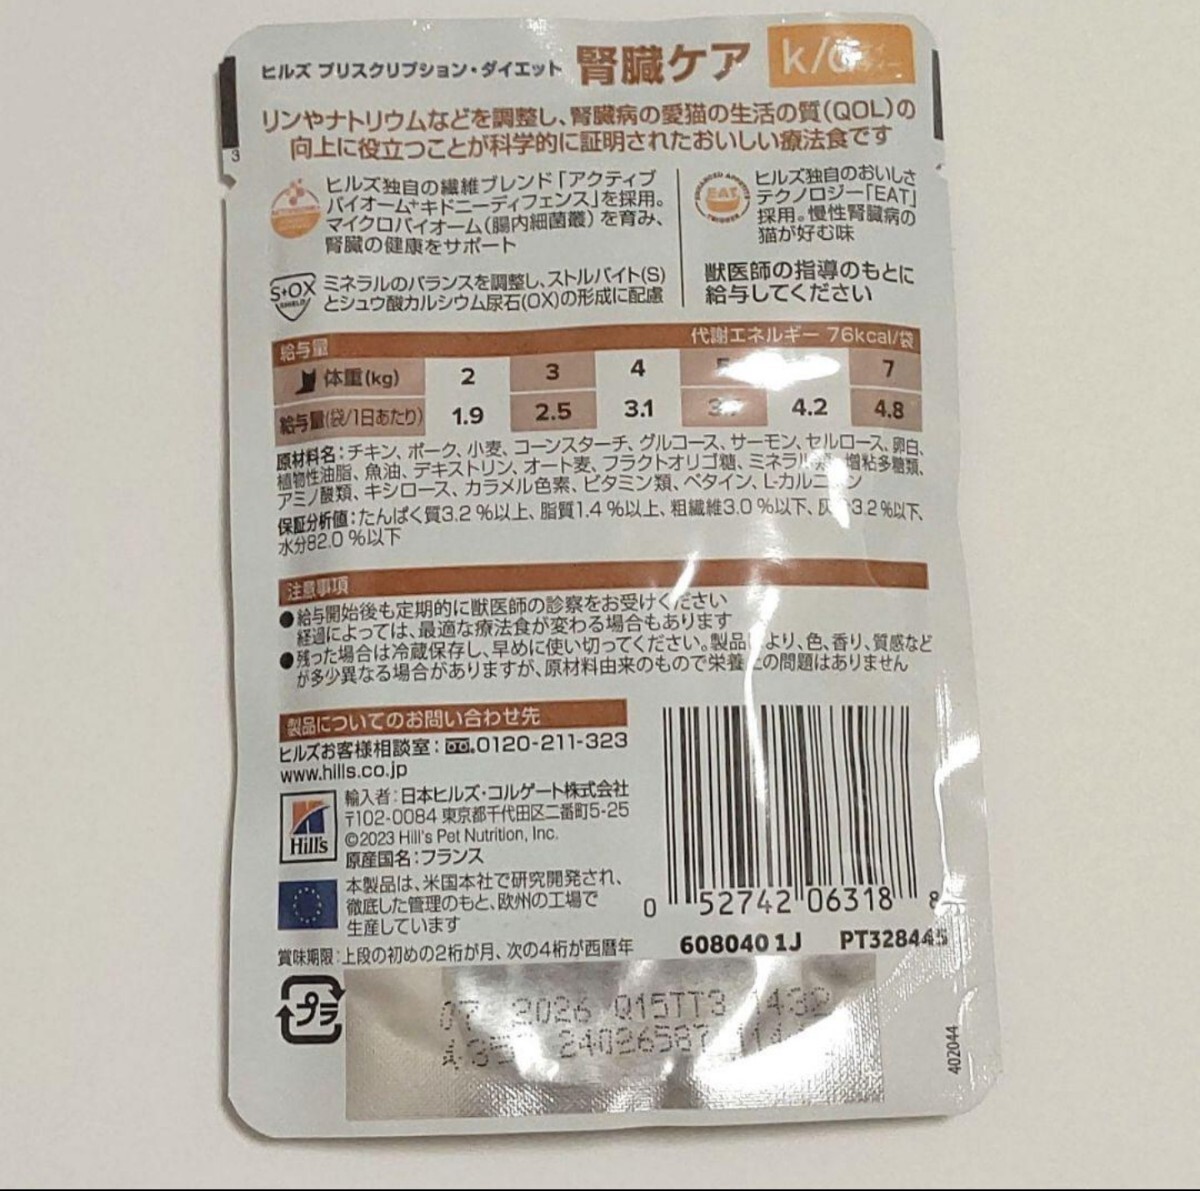 ヒルズ プリスクリプション・ダイエット 腎臓ケア k/d
リンやナトリウムなどを調整し、腎臓病の愛猫の生活の質(QOL)の
向上に役立つことが科学的に証明されたおいしい療法食です
3
ヒルズ独自の繊維ブレンド「アクティブ
バイオーム+キドニーディフェンス」を採用。
マイクロバイオーム(腸内細菌叢)を育み、
腎臓の健康をサポート
ヒルズ独自のおいしさ
テクノロジー「EAT」
採用。慢性腎臓病の
猫が好む味
EAT
S+OX
SHIELD
ミネラルのバランスを調整し、ストルバイト(S)
とシュウ酸カルシウム尿石(OX)の形成に配慮
獣医師の指導のもとに
給与してください
給与量 代謝エネルギー 76kcal/袋
体重(kg) 2 3 4 5 7
給与量(袋/1日あたり) 1.9 2.5 3.1 3.7 4.2 4.8
原材料名:チキン、ポーク、小麦、コーンスターチ、グルコース、サーモン、セルロース、卵白、
植物性油脂、魚油、デキストリン、オート麦、フラクトオリゴ糖、ミネラル類、増粘多糖類、
アミノ酸類、キシロース、カラメル色素、ビタミン類、ベタイン、L-カルニチン
保証分析値:たんぱく質3.2 %以上、脂質1.4 %以上、粗繊維3.0 %以下、灰分3.2 %以下、
水分82.0 %以下
注意事項
●給与開始後も定期的に獣医師の診察をお受けください
経過によっては、最適な療法食が変わる場合もあります
●残った場合は冷蔵保存し、早めに使い切ってください。製品により、色、香り、質感など
が多少異なる場合がありますが、原材料由来のもので栄養上の問題はありません
製品についてのお問い合わせ先
ヒルズお客様相談室: 0120-211-323
www.hills.co.jp
Hill's
輸入者:日本ヒルズ・コルゲート株式会社
〒102-0084 東京都千代田区二番町5-25
©2023 Hill's Pet Nutrition, Inc.
原産国名:フランス
本製品は、米国本社で研究開発され、
徹底した管理のもと、欧州の工場で
生産しています
0 52742 06318 8
608040 1J PT328445
賞味期限:上段の初めの2桁が月、次の4桁が西暦年
プラ
07 2026 Q15TT3 1432
24026587
402044